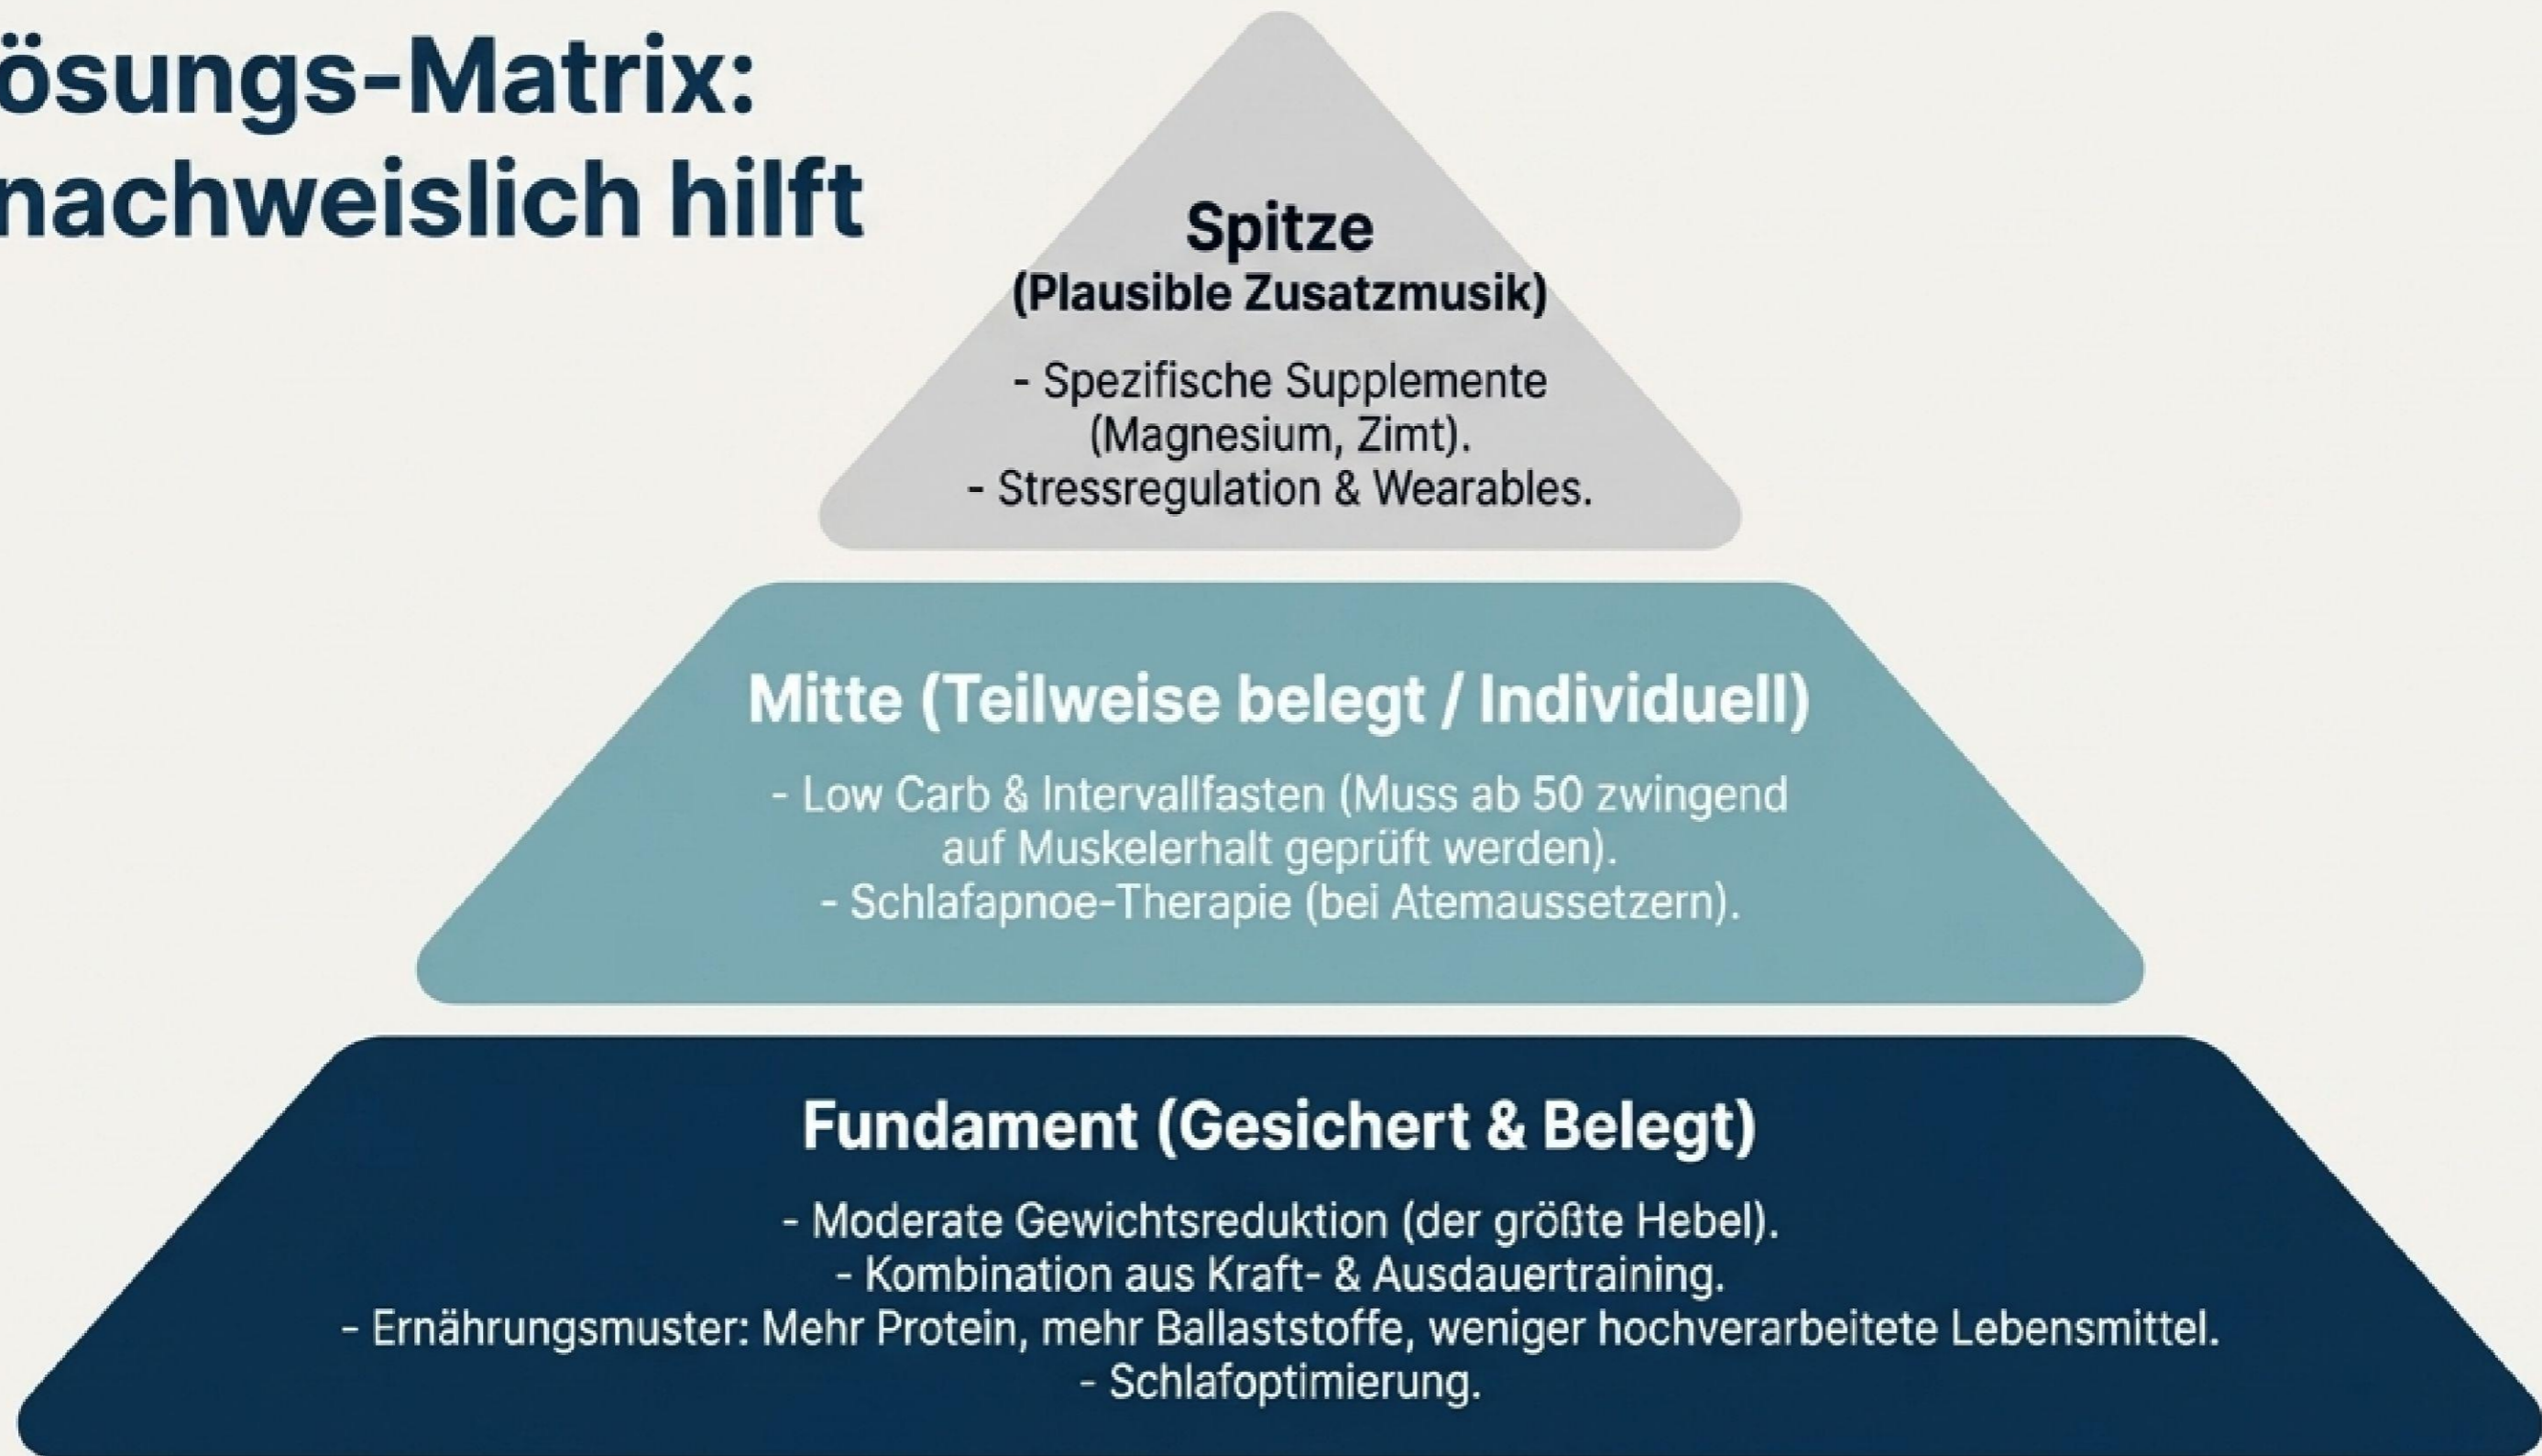 ösungs-Matrix:
nachweislich hilft
Spitze
(Plausible Zusatzmusik)
- Spezifische Supplemente
(Magnesium, Zimt).
- Stressregulation & Wearables.
Mitte (Teilweise belegt / Individuell)
- Low Carb & Intervallfasten (Muss ab 50 zwingend
auf Muskelerhalt geprüft werden).
- Schlafapnoe-Therapie (bei Atemaussetzern).
Fundament (Gesichert & Belegt)
- Moderate Gewichtsreduktion (der größte Hebel).
- Kombination aus Kraft- & Ausdauertraining.
- Ernährungsmuster: Mehr Protein, mehr Ballaststoffe, weniger hochverarbeitete Lebensmittel.
- Schlafoptimierung.